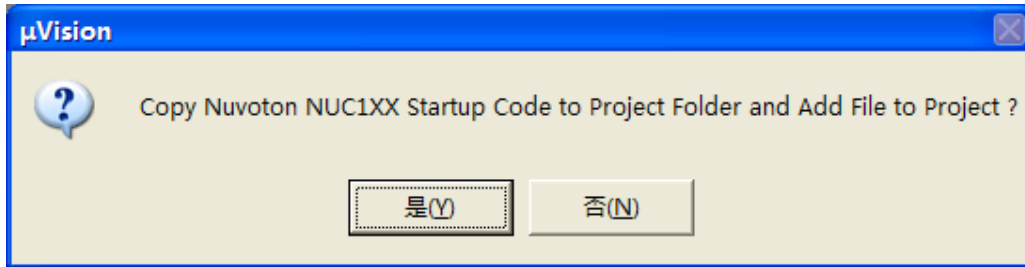 µVision
Copy Nuvoton NUC1XX Startup Code to Project Folder and Add File to Project ?
是(Y) 否(N)